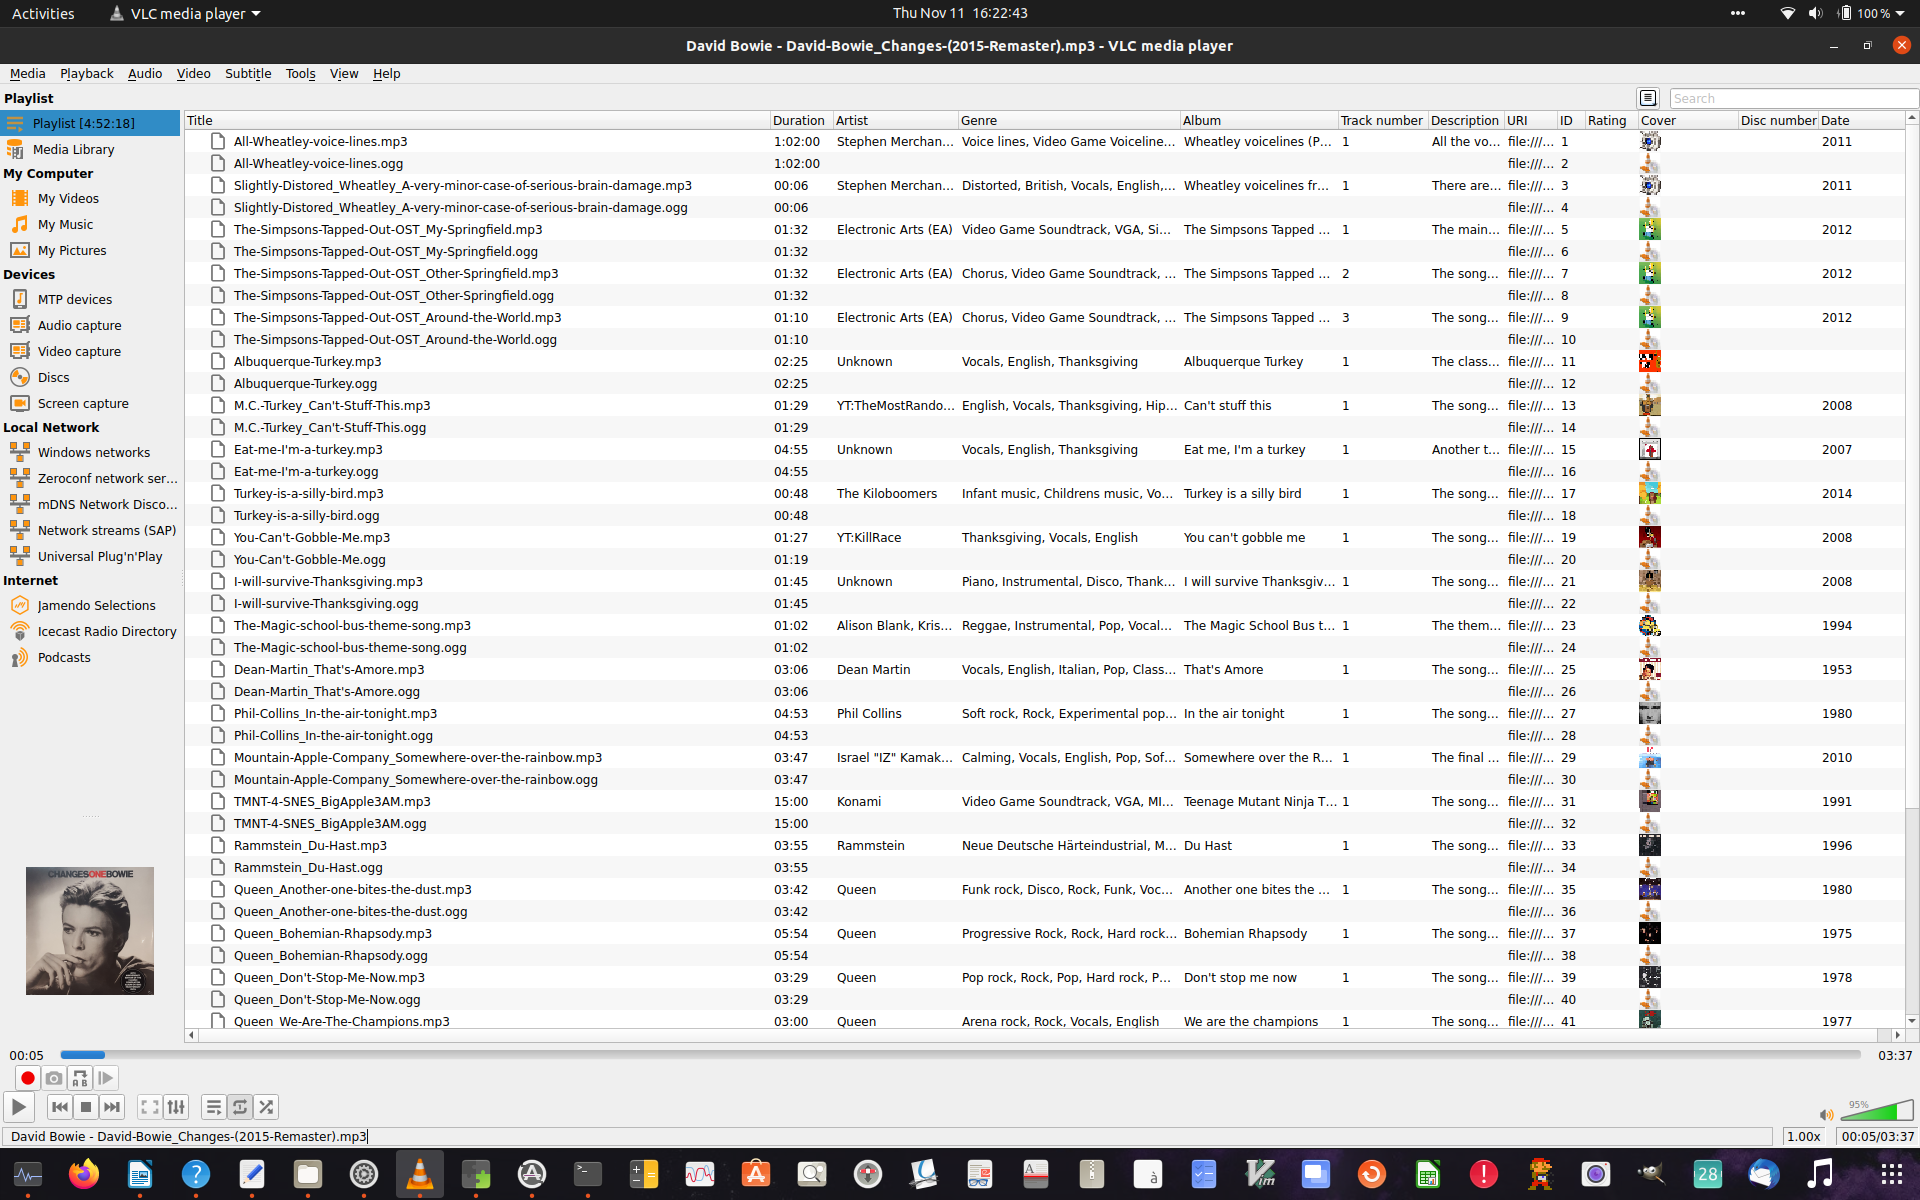 Activities VLC media player Thu Nov 11 16:22:43 100 %
David Bowie - David-Bowie_Changes-(2015-Remaster).mp3 - VLC media player
Media Playback Audio Video Subtitle Tools View Help
Playlist
Search
Playlist [4:52:18]
Media Library
My Computer
My Videos
My Music
My Pictures
Devices
MTP devices
Audio capture
Video capture
Discs
Screen capture
Local Network
Windows networks
Zeroconf network ser...
mDNS Network Disco...
Network streams (SAP)
Universal Plug'n'Play
Internet
Jamendo Selections
Icecast Radio Directory
Podcasts
CHANGESONEBOWIE
Title Duration Artist Genre Album Track number Description URI ID Rating Cover Disc number Date
All-Wheatley-voice-lines.mp3 1:02:00 Stephen Merchan... Voice lines, Video Game Voiceline... Wheatley voicelines (P... 1 All the vo... file:///... 1 2011
All-Wheatley-voice-lines.ogg 1:02:00 file:///... 2
Slightly-Distored_Wheatley_A-very-minor-case-of-serious-brain-damage.mp3 00:06 Stephen Merchan... Distorted, British, Vocals, English,... Wheatley voicelines fr... 1 There are... file:///... 3 2011
Slightly-Distored_Wheatley_A-very-minor-case-of-serious-brain-damage.ogg 00:06 file:///... 4
The-Simpsons-Tapped-Out-OST_My-Springfield.mp3 01:32 Electronic Arts (EA) Video Game Soundtrack, VGA, Si... The Simpsons Tapped ... 1 The main... file:///... 5 2012
The-Simpsons-Tapped-Out-OST_My-Springfield.ogg 01:32 file:///... 6
The-Simpsons-Tapped-Out-OST_Other-Springfield.mp3 01:32 Electronic Arts (EA) Chorus, Video Game Soundtrack, ... The Simpsons Tapped ... 2 The song... file:///... 7 2012
The-Simpsons-Tapped-Out-OST_Other-Springfield.ogg 01:32 file:///... 8
The-Simpsons-Tapped-Out-OST_Around-the-World.mp3 01:10 Electronic Arts (EA) Chorus, Video Game Soundtrack, ... The Simpsons Tapped ... 3 The song... file:///... 9 2012
The-Simpsons-Tapped-Out-OST_Around-the-World.ogg 01:10 file:///... 10
Albuquerque-Turkey.mp3 02:25 Unknown Vocals, English, Thanksgiving Albuquerque Turkey 1 The class... file:///... 11
Albuquerque-Turkey.ogg 02:25 file:///... 12
M.C.-Turkey_Can't-Stuff-This.mp3 01:29 YT:TheMostRando... English, Vocals, Thanksgiving, Hip... Can't stuff this 1 The song... file:///... 13 2008
M.C.-Turkey_Can't-Stuff-This.ogg 01:29 file:///... 14
Eat-me-I'm-a-turkey.mp3 04:55 Unknown Vocals, English, Thanksgiving Eat me, I'm a turkey 1 Another t... file:///... 15 2007
Eat-me-I'm-a-turkey.ogg 04:55 file:///... 16
Turkey-is-a-silly-bird.mp3 00:48 The Kiloboomers Infant music, Childrens music, Vo... Turkey is a silly bird 1 The song... file:///... 17 2014
Turkey-is-a-silly-bird.ogg 00:48 file:///... 18
You-Can't-Gobble-Me.mp3 01:27 YT:KillRace Thanksgiving, Vocals, English You can't gobble me 1 The song... file:///... 19 2008
You-Can't-Gobble-Me.ogg 01:19 file:///... 20
I-will-survive-Thanksgiving.mp3 01:45 Unknown Piano, Instrumental, Disco, Thank... I will survive Thanksgiv... 1 The song... file:///... 21 2008
I-will-survive-Thanksgiving.ogg 01:45 file:///... 22
The-Magic-school-bus-theme-song.mp3 01:02 Alison Blank, Kris... Reggae, Instrumental, Pop, Vocal... The Magic School Bus t... 1 The them... file:///... 23 1994
The-Magic-school-bus-theme-song.ogg 01:02 file:///... 24
Dean-Martin_That's-Amore.mp3 03:06 Dean Martin Vocals, English, Italian, Pop, Class... That's Amore 1 The song... file:///... 25 1953
Dean-Martin_That's-Amore.ogg 03:06 file:///... 26
Phil-Collins_In-the-air-tonight.mp3 04:53 Phil Collins Soft rock, Rock, Experimental pop... In the air tonight 1 The song... file:///... 27 1980
Phil-Collins_In-the-air-tonight.ogg 04:53 file:///... 28
Mountain-Apple-Company_Somewhere-over-the-rainbow.mp3 03:47 Israel "IZ" Kamak... Calming, Vocals, English, Pop, Sof... Somewhere over the R... 1 The final ... file:///... 29 2010
Mountain-Apple-Company_Somewhere-over-the-rainbow.ogg 03:47 file:///... 30
TMNT-4-SNES_BigApple3AM.mp3 15:00 Konami Video Game Soundtrack, VGA, MI... Teenage Mutant Ninja T... 1 The song... file:///... 31 1991
TMNT-4-SNES_BigApple3AM.ogg 15:00 file:///... 32
Rammstein_Du-Hast.mp3 03:55 Rammstein Neue Deutsche Härteindustrial, M... Du Hast 1 The song... file:///... 33 1996
Rammstein_Du-Hast.ogg 03:55 file:///... 34
Queen_Another-one-bites-the-dust.mp3 03:42 Queen Funk rock, Disco, Rock, Funk, Voc... Another one bites the ... 1 The song... file:///... 35 1980
Queen_Another-one-bites-the-dust.ogg 03:42 file:///... 36
Queen_Bohemian-Rhapsody.mp3 05:54 Queen Progressive Rock, Rock, Hard rock... Bohemian Rhapsody 1 The song... file:///... 37 1975
Queen_Bohemian-Rhapsody.ogg 05:54 file:///... 38
Queen_Don't-Stop-Me-Now.mp3 03:29 Queen Pop rock, Rock, Pop, Hard rock, P... Don't stop me now 1 The song... file:///... 39 1978
Queen_Don't-Stop-Me-Now.ogg 03:29 file:///... 40
Queen_We-Are-The-Champions.mp3 03:00 Queen Arena rock, Rock, Vocals, English We are the champions 1 The song... file:///... 41 1977
00:05 03:37
95%
David Bowie - David-Bowie_Changes-(2015-Remaster).mp3 1.00x 00:05/03:37
28